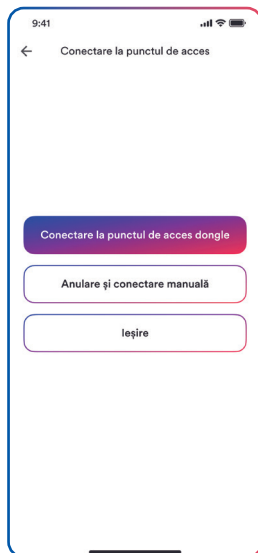 9:41
Conectare la punctul de acces
Conectare la punctul de acces dongle
Anulare și conectare manuală
Ieșire